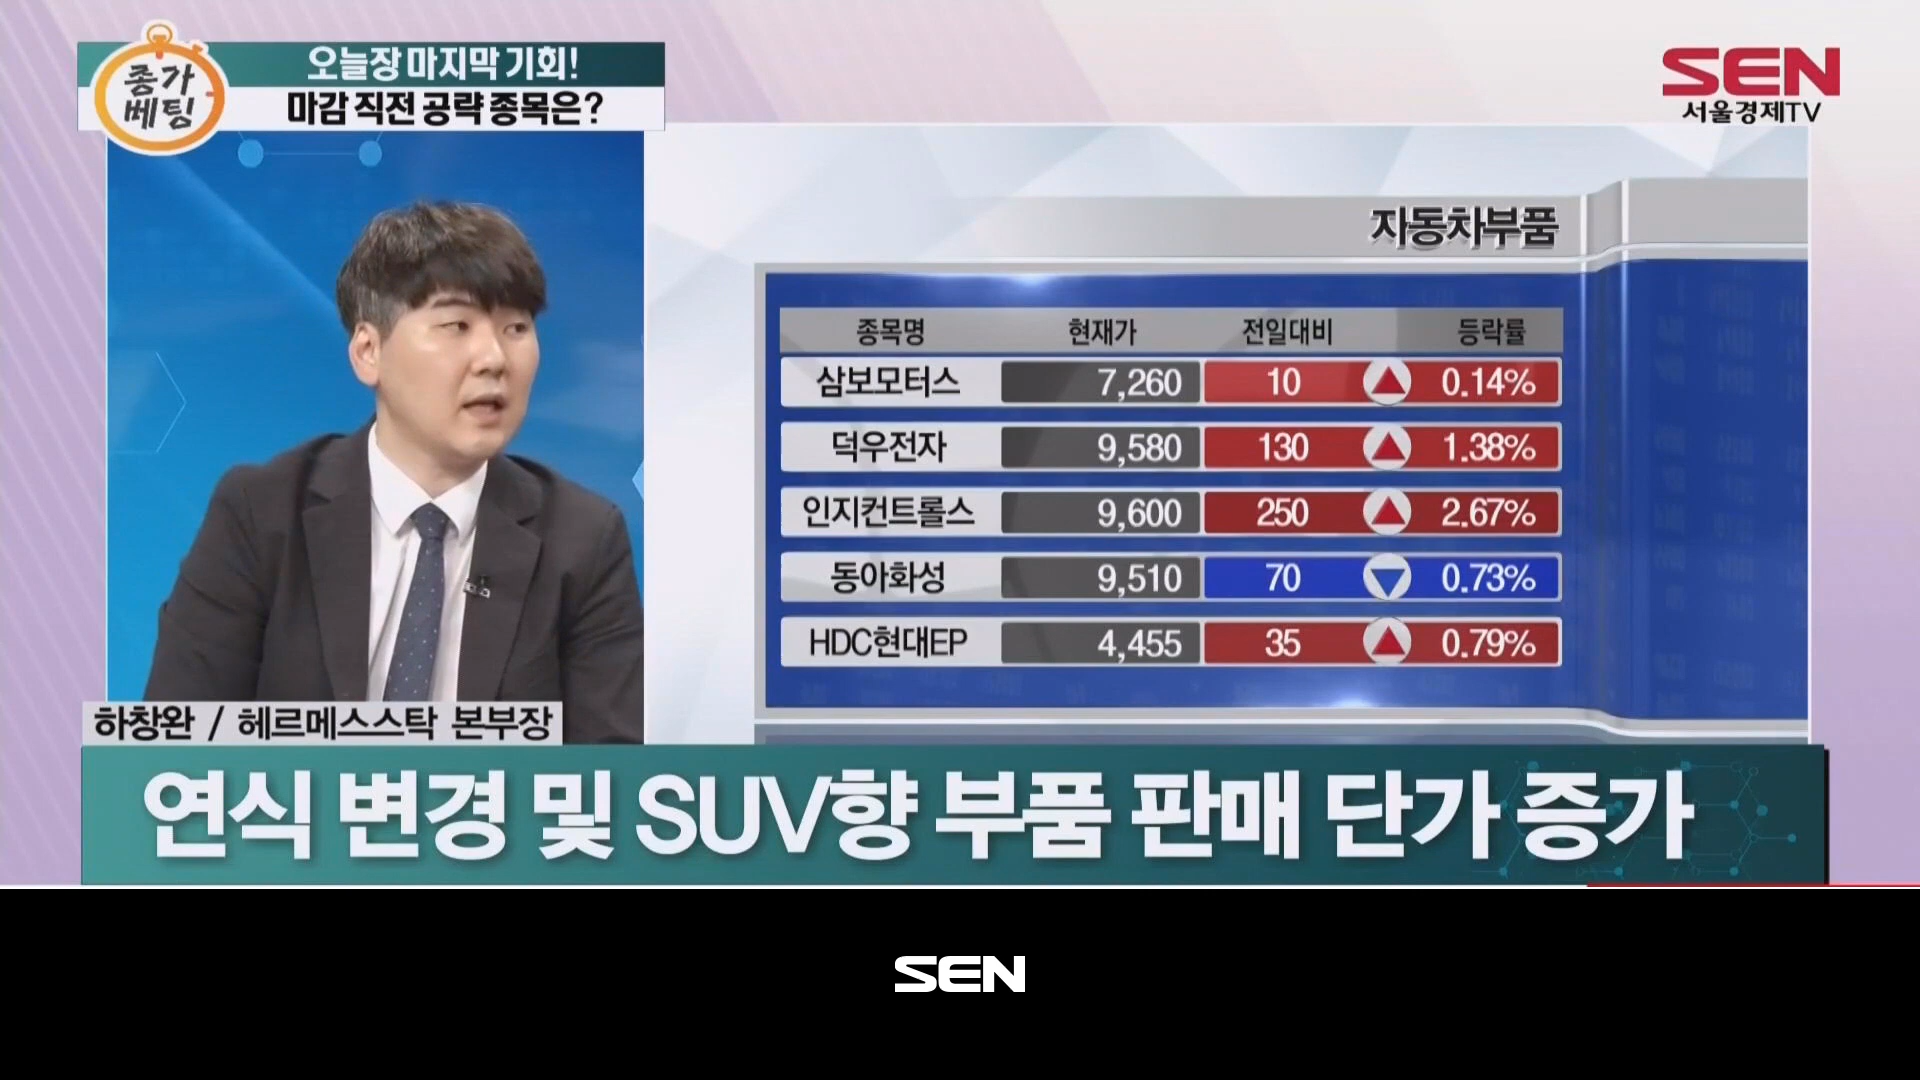 종가
베팅
오늘장 마지막 기회!
마감 직전 공략 종목은?
SEN
서울경제TV
자동차부품
종목명 현재가 전일대비 등락률
삼보모터스 7,260 10 0.14%
덕우전자 9,580 130 1.38%
인지컨트롤스 9,600 250 2.67%
동아화성 9,510 70 0.73%
HDC현대EP 4,455 35 0.79%
하창완 / 헤르메스스탁 본부장
연식 변경 및 SUV향 부품 판매 단가 증가
SEN